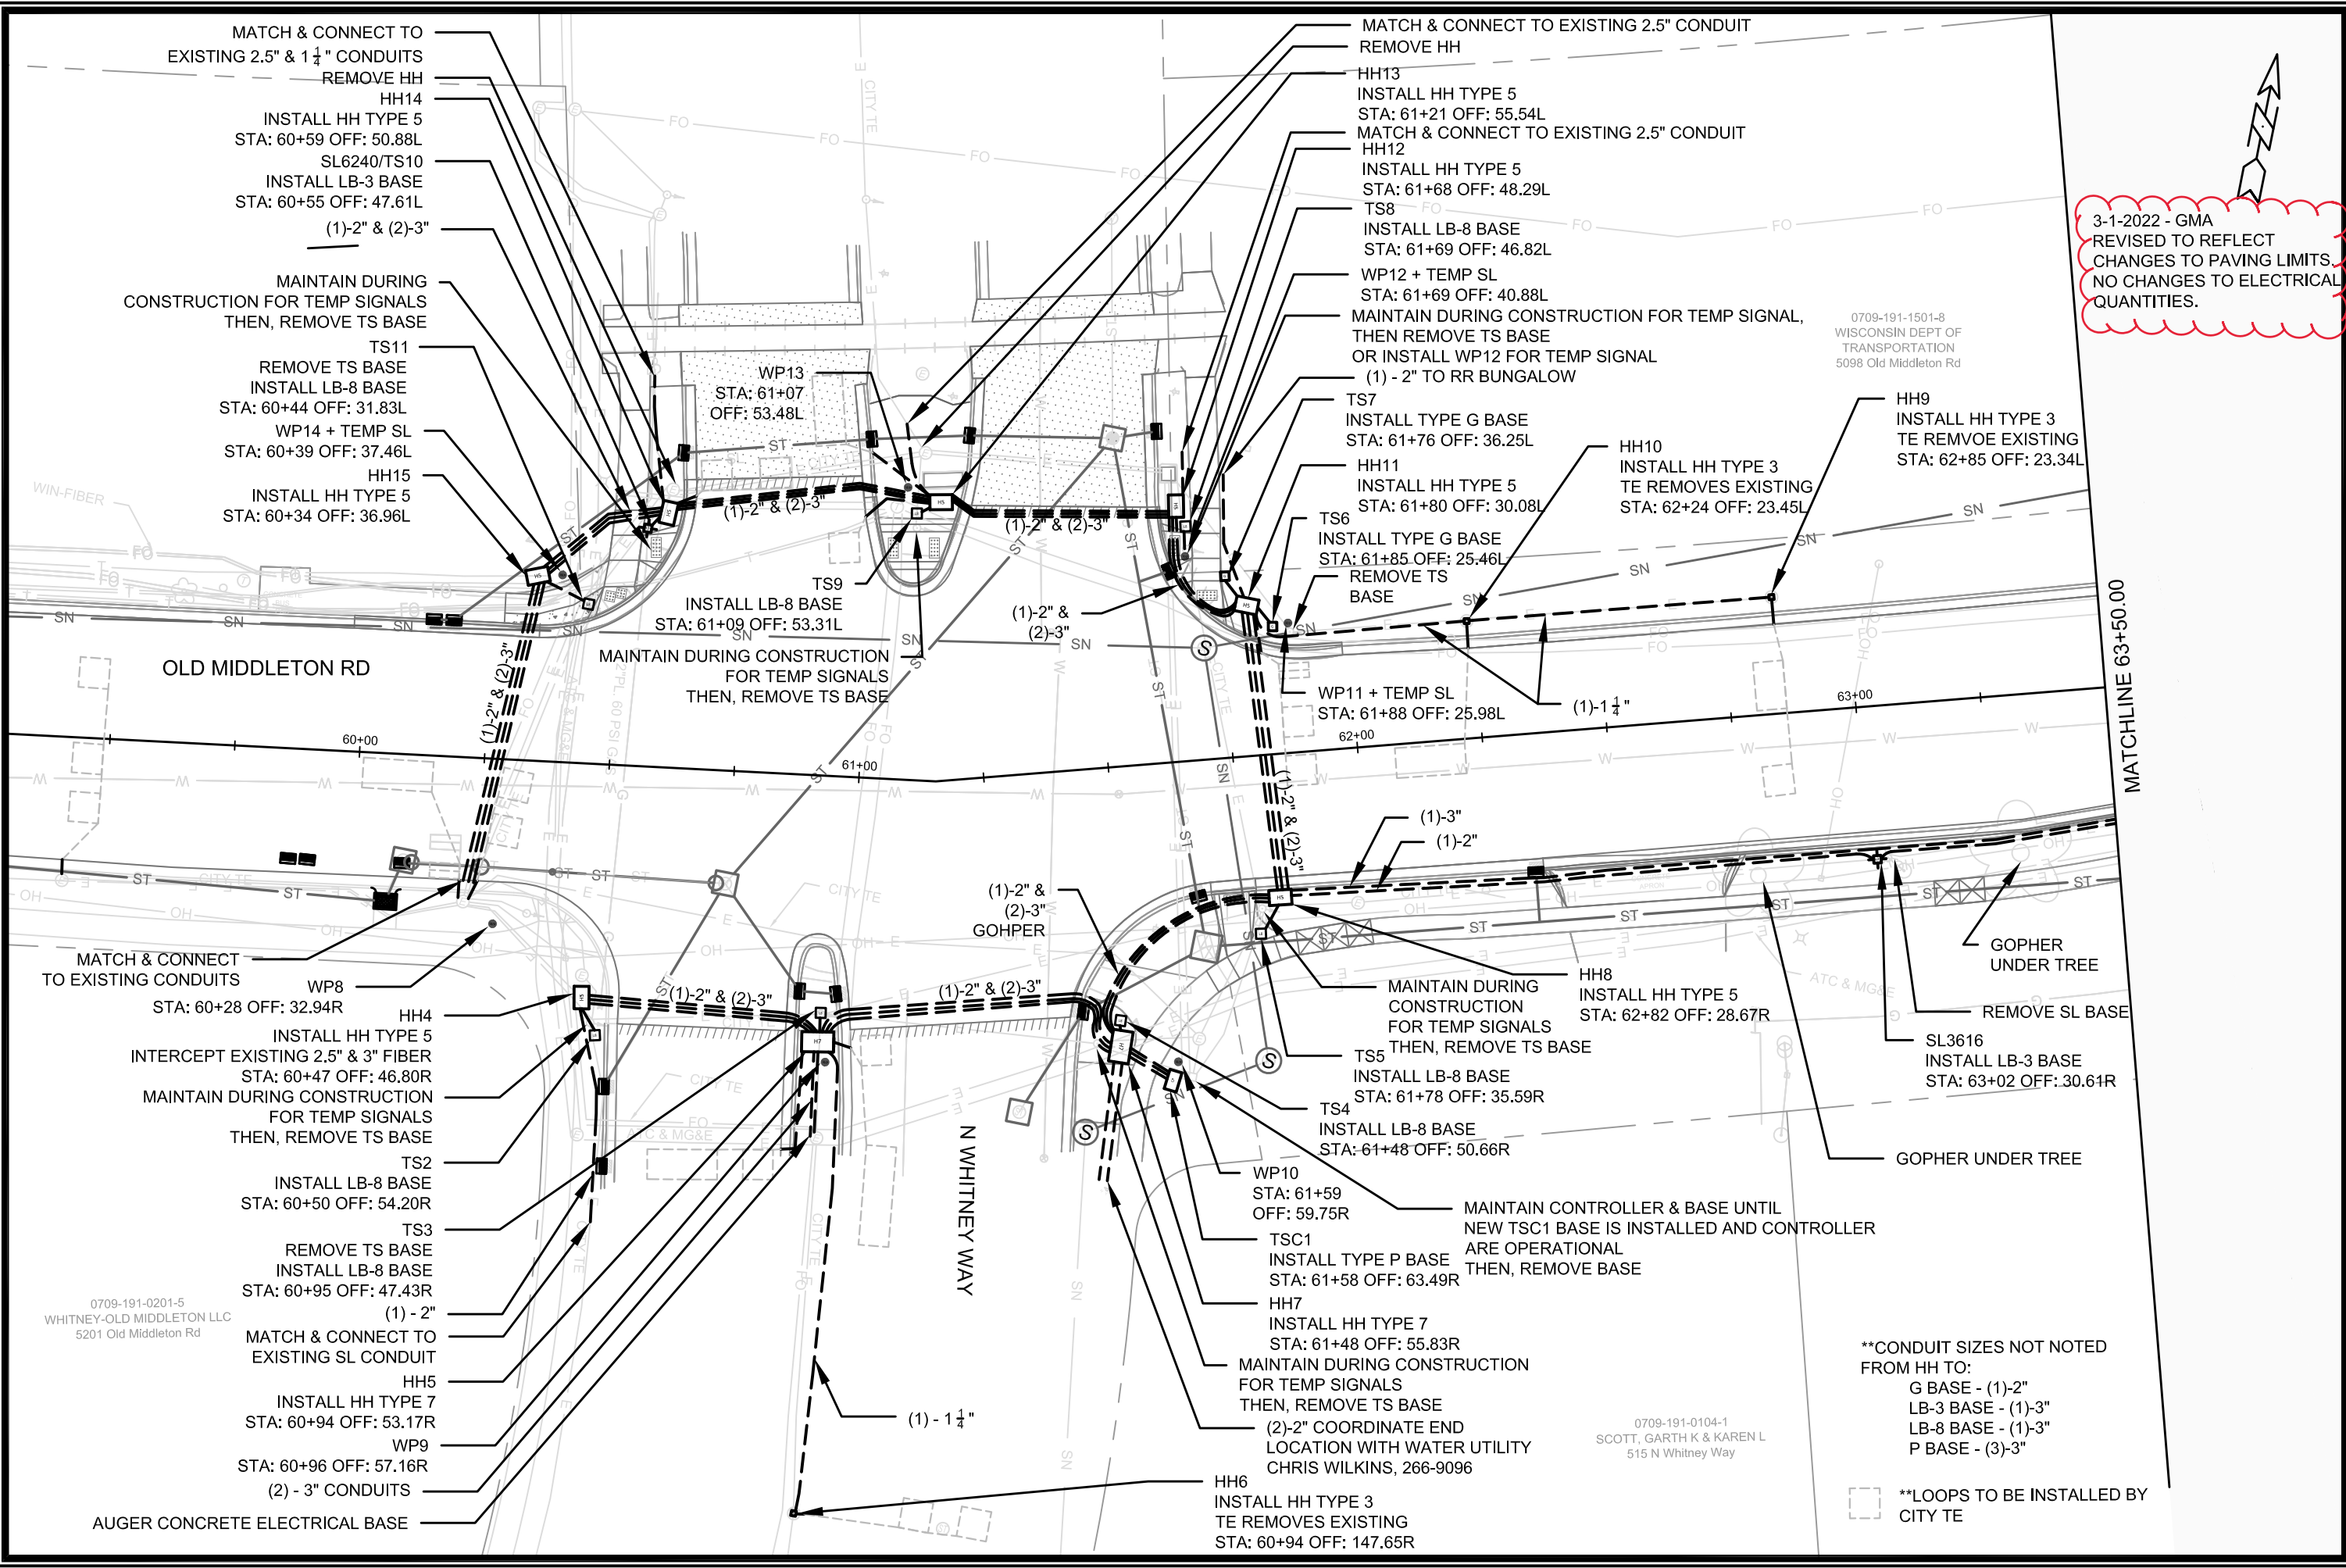 MATCH & CONNECT TO
EXISTING 2.5" & 1 1/4" CONDUITS
REMOVE HH
HH14
INSTALL HH TYPE 5
STA: 60+59 OFF: 50.88L
SL6240/TS10
INSTALL LB-3 BASE
STA: 60+55 OFF: 47.61L
(1)-2" & (2)-3"
MAINTAIN DURING
CONSTRUCTION FOR TEMP SIGNALS
THEN, REMOVE TS BASE
TS11
REMOVE TS BASE
INSTALL LB-8 BASE
STA: 60+44 OFF: 31.83L
WP14 + TEMP SL
STA: 60+39 OFF: 37.46L
HH15
INSTALL HH TYPE 5
STA: 60+34 OFF: 36.96L
WIN-FIBER
MATCH & CONNECT TO EXISTING 2.5" CONDUIT
REMOVE HH
HH13
INSTALL HH TYPE 5
STA: 61+21 OFF: 55.54L
MATCH & CONNECT TO EXISTING 2.5" CONDUIT
HH12
INSTALL HH TYPE 5
STA: 61+68 OFF: 48.29L
TS8
INSTALL LB-8 BASE
STA: 61+69 OFF: 46.82L
WP12 + TEMP SL
STA: 61+69 OFF: 40.88L
MAINTAIN DURING CONSTRUCTION FOR TEMP SIGNAL,
THEN REMOVE TS BASE
OR INSTALL WP12 FOR TEMP SIGNAL
(1) - 2" TO RR BUNGALOW
TS7
INSTALL TYPE G BASE
STA: 61+76 OFF: 36.25L
HH11
INSTALL HH TYPE 5
STA: 61+80 OFF: 30.08L
TS6
INSTALL TYPE G BASE
STA: 61+85 OFF: 25.46L
REMOVE TS
BASE
HH10
INSTALL HH TYPE 3
TE REMOVES EXISTING
STA: 62+24 OFF: 23.45L
HH9
INSTALL HH TYPE 3
TE REMVOE EXISTING
STA: 62+85 OFF: 23.34L
0709-191-1501-8
WISCONSIN DEPT OF
TRANSPORTATION
5098 Old Middleton Rd
3-1-2022 - GMA
REVISED TO REFLECT
CHANGES TO PAVING LIMITS.
NO CHANGES TO ELECTRICAL
QUANTITIES.
N
CITY TE
WP13
STA: 61+07
OFF: 53.48L
(1)-2" & (2)-3"
(1)-2" & (2)-3"
TS9
INSTALL LB-8 BASE
STA: 61+09 OFF: 53.31L
MAINTAIN DURING CONSTRUCTION
FOR TEMP SIGNALS
THEN, REMOVE TS BASE
(1)-2" &
(2)-3"
WP11 + TEMP SL
STA: 61+88 OFF: 25.98L
(1)-1 1/4"
OLD MIDDLETON RD
(1)-2" & (2)-3"
60+00
61+00
62+00
63+00
MATCHLINE 63+50.00
(1)-2" & (2)-3"
(1)-3"
(1)-2"
(1)-2" &
(2)-3"
GOHPER
MATCH & CONNECT
TO EXISTING CONDUITS
WP8
STA: 60+28 OFF: 32.94R
HH4
INSTALL HH TYPE 5
INTERCEPT EXISTING 2.5" & 3" FIBER
STA: 60+47 OFF: 46.80R
MAINTAIN DURING CONSTRUCTION
FOR TEMP SIGNALS
THEN, REMOVE TS BASE
TS2
INSTALL LB-8 BASE
STA: 60+50 OFF: 54.20R
TS3
REMOVE TS BASE
INSTALL LB-8 BASE
STA: 60+95 OFF: 47.43R
(1) - 2"
MATCH & CONNECT TO
EXISTING SL CONDUIT
HH5
INSTALL HH TYPE 7
STA: 60+94 OFF: 53.17R
WP9
STA: 60+96 OFF: 57.16R
(2) - 3" CONDUITS
AUGER CONCRETE ELECTRICAL BASE
0709-191-0201-5
WHITNEY-OLD MIDDLETON LLC
5201 Old Middleton Rd
(1)-2" & (2)-3"
(1)-2" & (2)-3"
CITY TE
CITY TE
ATC & MG&E
N WHITNEY WAY
(1) - 1 1/4"
MAINTAIN DURING
CONSTRUCTION
FOR TEMP SIGNALS
THEN, REMOVE TS BASE
HH8
INSTALL HH TYPE 5
STA: 62+82 OFF: 28.67R
TS5
INSTALL LB-8 BASE
STA: 61+78 OFF: 35.59R
TS4
INSTALL LB-8 BASE
STA: 61+48 OFF: 50.66R
WP10
STA: 61+59
OFF: 59.75R
TSC1
INSTALL TYPE P BASE
STA: 61+58 OFF: 63.49R
HH7
INSTALL HH TYPE 7
STA: 61+48 OFF: 55.83R
MAINTAIN DURING CONSTRUCTION
FOR TEMP SIGNALS
THEN, REMOVE TS BASE
(2)-2" COORDINATE END
LOCATION WITH WATER UTILITY
CHRIS WILKINS, 266-9096
HH6
INSTALL HH TYPE 3
TE REMOVES EXISTING
STA: 60+94 OFF: 147.65R
MAINTAIN CONTROLLER & BASE UNTIL
NEW TSC1 BASE IS INSTALLED AND CONTROLLER
ARE OPERATIONAL
THEN, REMOVE BASE
GOPHER
UNDER TREE
ATC & MG&E
REMOVE SL BASE
SL3616
INSTALL LB-3 BASE
STA: 63+02 OFF: 30.61R
GOPHER UNDER TREE
0709-191-0104-1
SCOTT, GARTH K & KAREN L
515 N Whitney Way
**CONDUIT SIZES NOT NOTED
FROM HH TO:
G BASE - (1)-2"
LB-3 BASE - (1)-3"
LB-8 BASE - (1)-3"
P BASE - (3)-3"
**LOOPS TO BE INSTALLED BY
CITY TE